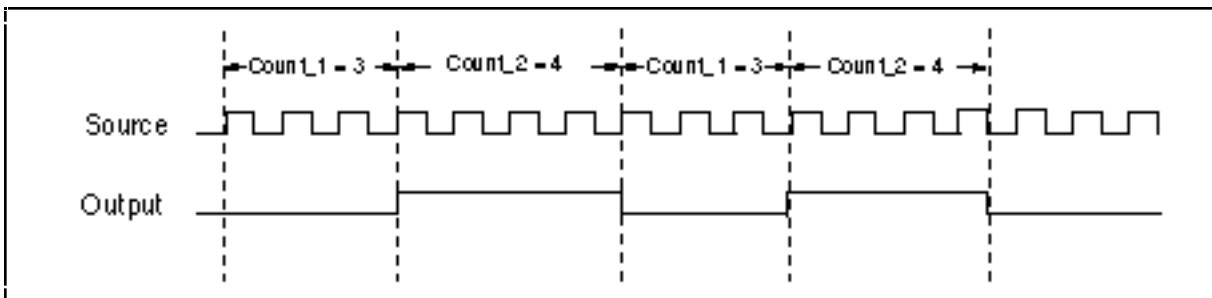 Count_1 = 3
Count_2 = 4
Count_1 = 3
Count_2 = 4
Source
Output